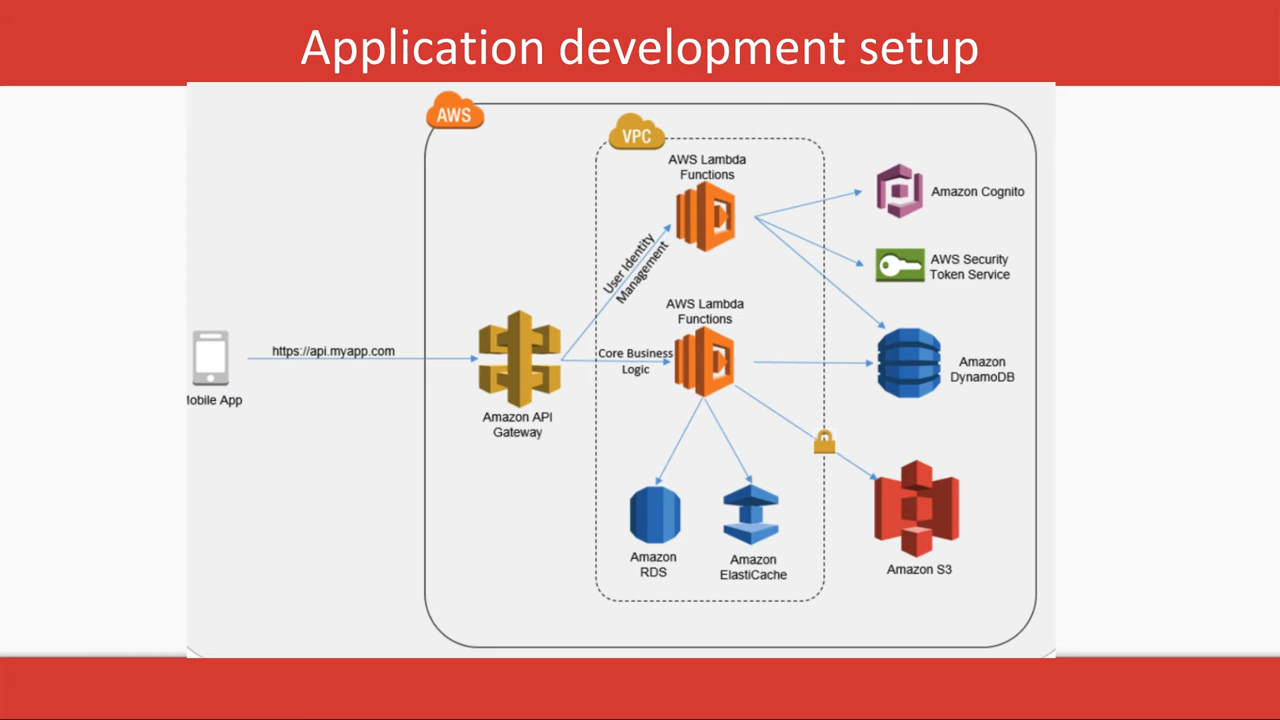 Application development setup
AWS
VPC
AWS Lambda
Functions
Amazon Cognito
User Identity
Management
AWS Security
Token Service
AWS Lambda
Functions
https://api.myapp.com
Core Business
Logic
Amazon
DynamoDB
Mobile App
Amazon API
Gateway
Amazon
RDS
Amazon
ElastiCache
Amazon S3